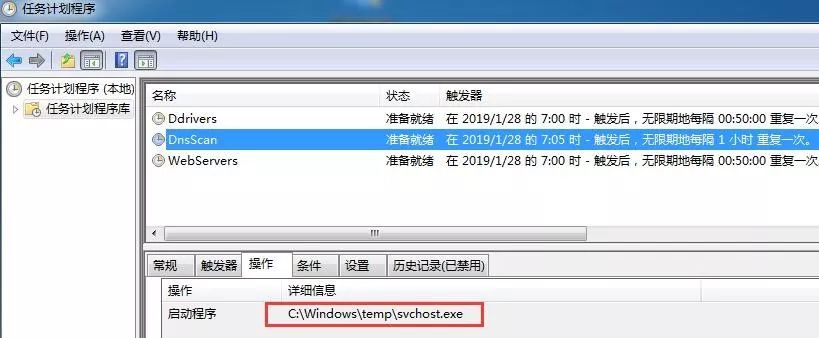 任务计划程序
文件(F) 操作(A) 查看(V) 帮助(H)
任务计划程序 (本地)
任务计划程序库
名称 状态 触发器
Ddrivers 准备就绪 在 2019/1/28 的 7:00 时 - 触发后 , 无限期地每隔 00:50:00 重复一次
DnsScan 准备就绪 在 2019/1/28 的 7:05 时 - 触发后 , 无限期地每隔 1 小时 重复一次。
WebServers 准备就绪 在 2019/1/28 的 7:00 时 - 触发后 , 无限期地每隔 00:50:00 重复一次
常规 触发器 操作 条件 设置 历史记录(已禁用)
操作 详细信息
启动程序 C:\Windows\temp\svchost.exe